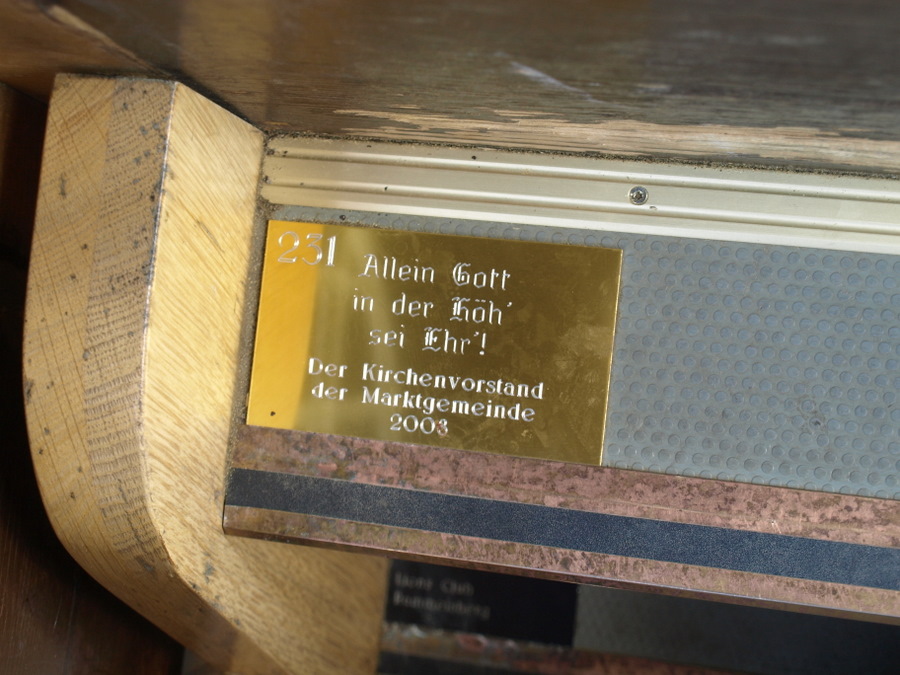 231
Allein Gott
in der Höh'
sei Ehr'!
Der Kirchenvorstand
der Marktgemeinde
2003